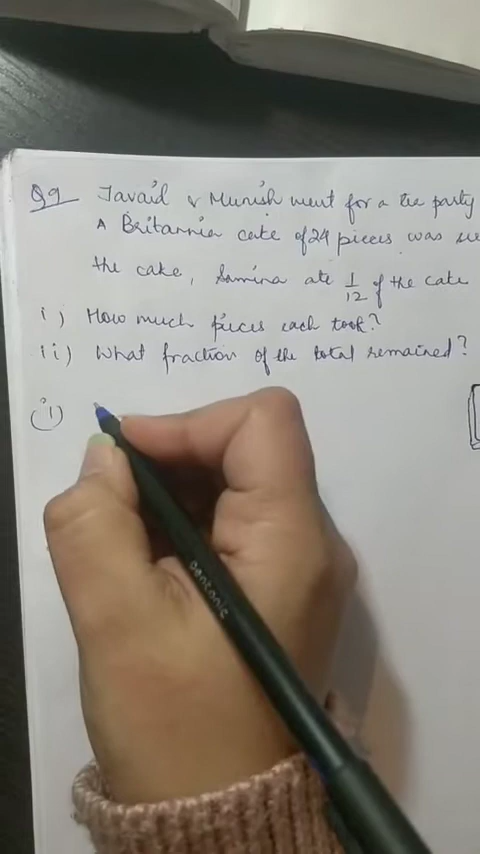 Q9 Javaid & Munish went for a tea party
A Britannia cake of 24 pieces was
the cake, Samina ate 1/12 of the cake
i) How much pieces each took?
ii) What fraction of the total remained?
(i)
pentonic